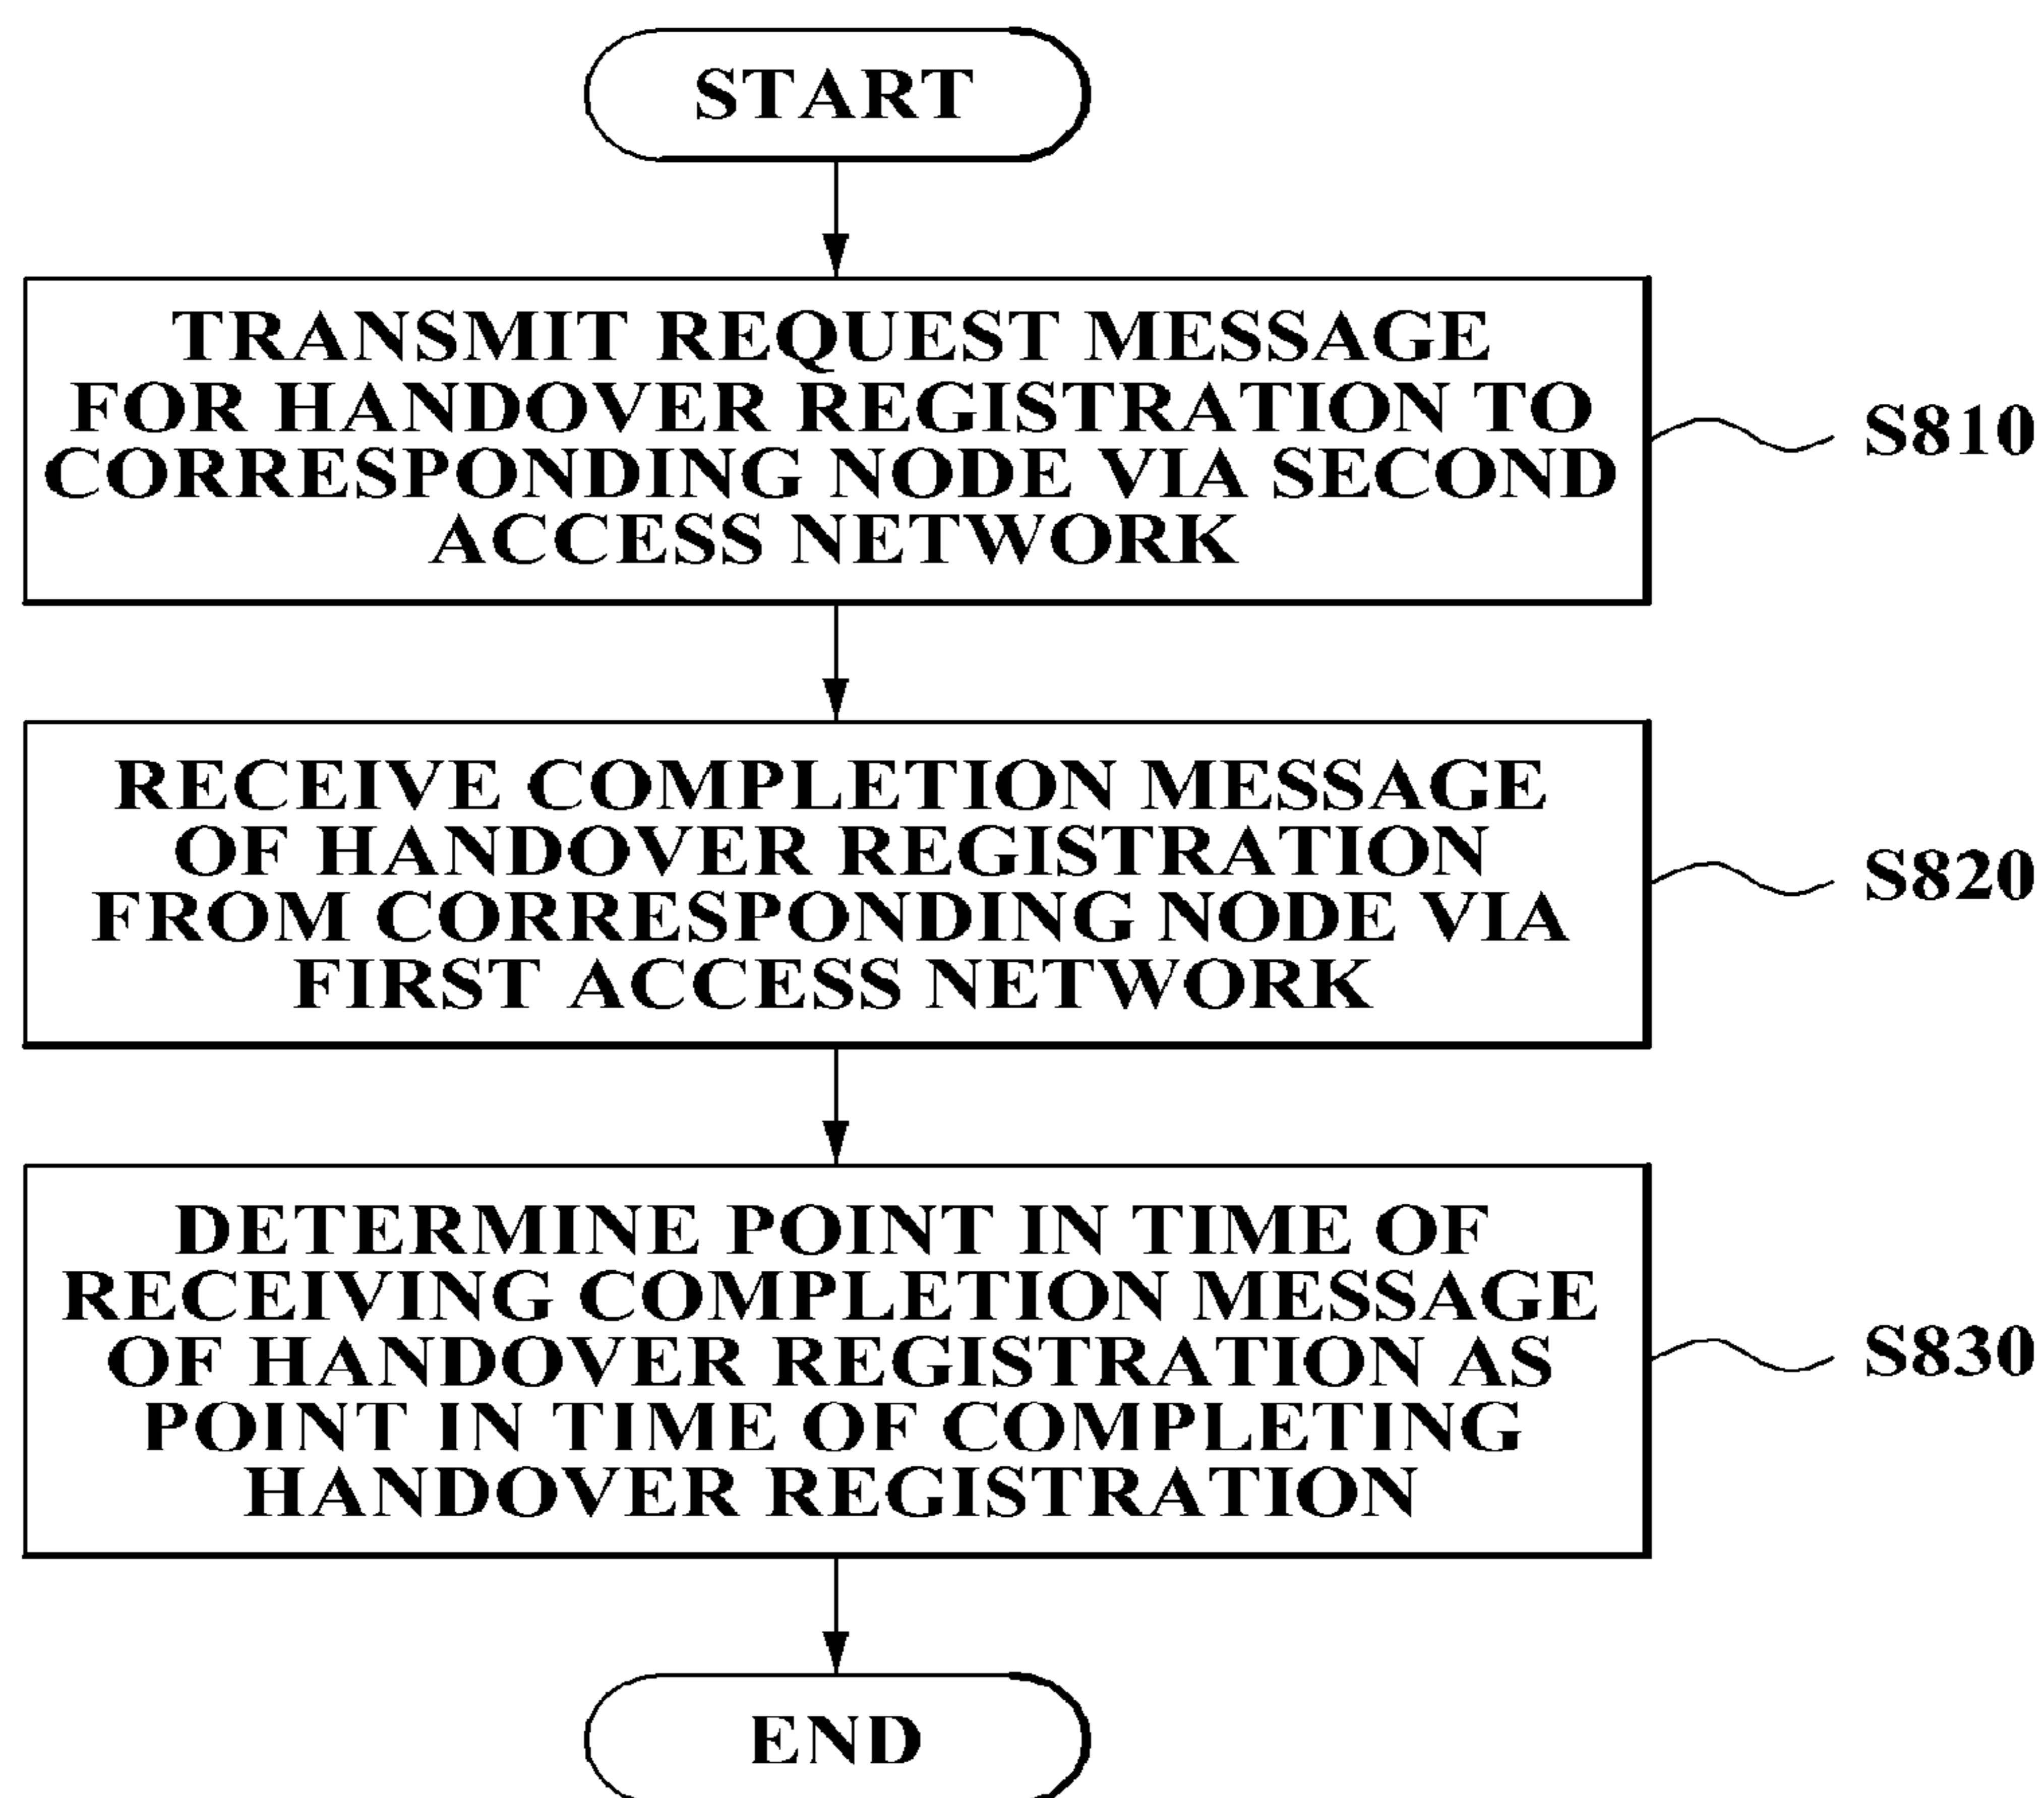 START
TRANSMIT REQUEST MESSAGE
FOR HANDOVER REGISTRATION TO
CORRESPONDING NODE VIA SECOND
ACCESS NETWORK
S810
RECEIVE COMPLETION MESSAGE
OF HANDOVER REGISTRATION
FROM CORRESPONDING NODE VIA
FIRST ACCESS NETWORK
S820
DETERMINE POINT IN TIME OF
RECEIVING COMPLETION MESSAGE
OF HANDOVER REGISTRATION AS
POINT IN TIME OF COMPLETING
HANDOVER REGISTRATION
S830
END